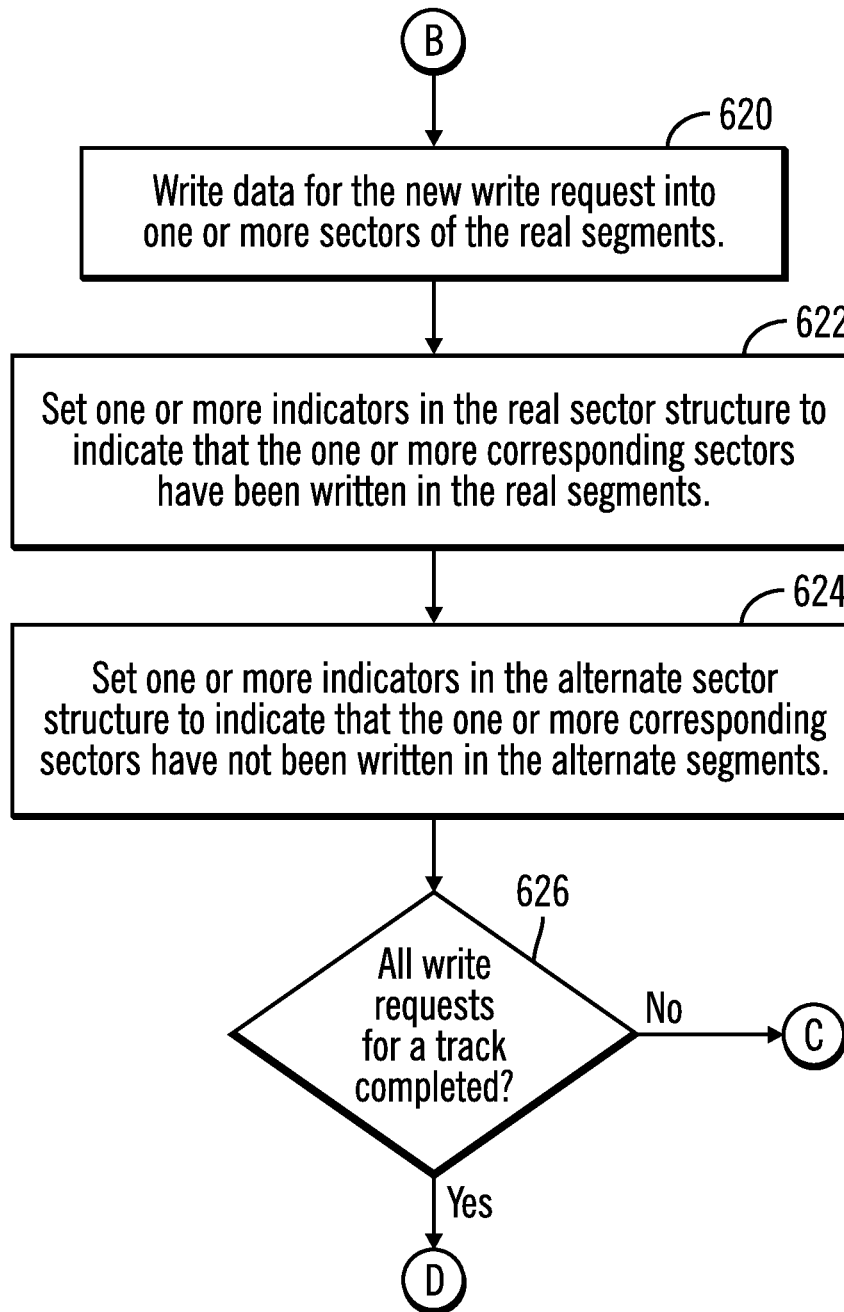 B
620
Write data for the new write request into
one or more sectors of the real segments.
622
Set one or more indicators in the real sector structure to
indicate that the one or more corresponding sectors
have been written in the real segments.
624
Set one or more indicators in the alternate sector
structure to indicate that the one or more corresponding
sectors have not been written in the alternate segments.
626
All write
requests
for a track
completed?
No
C
Yes
D